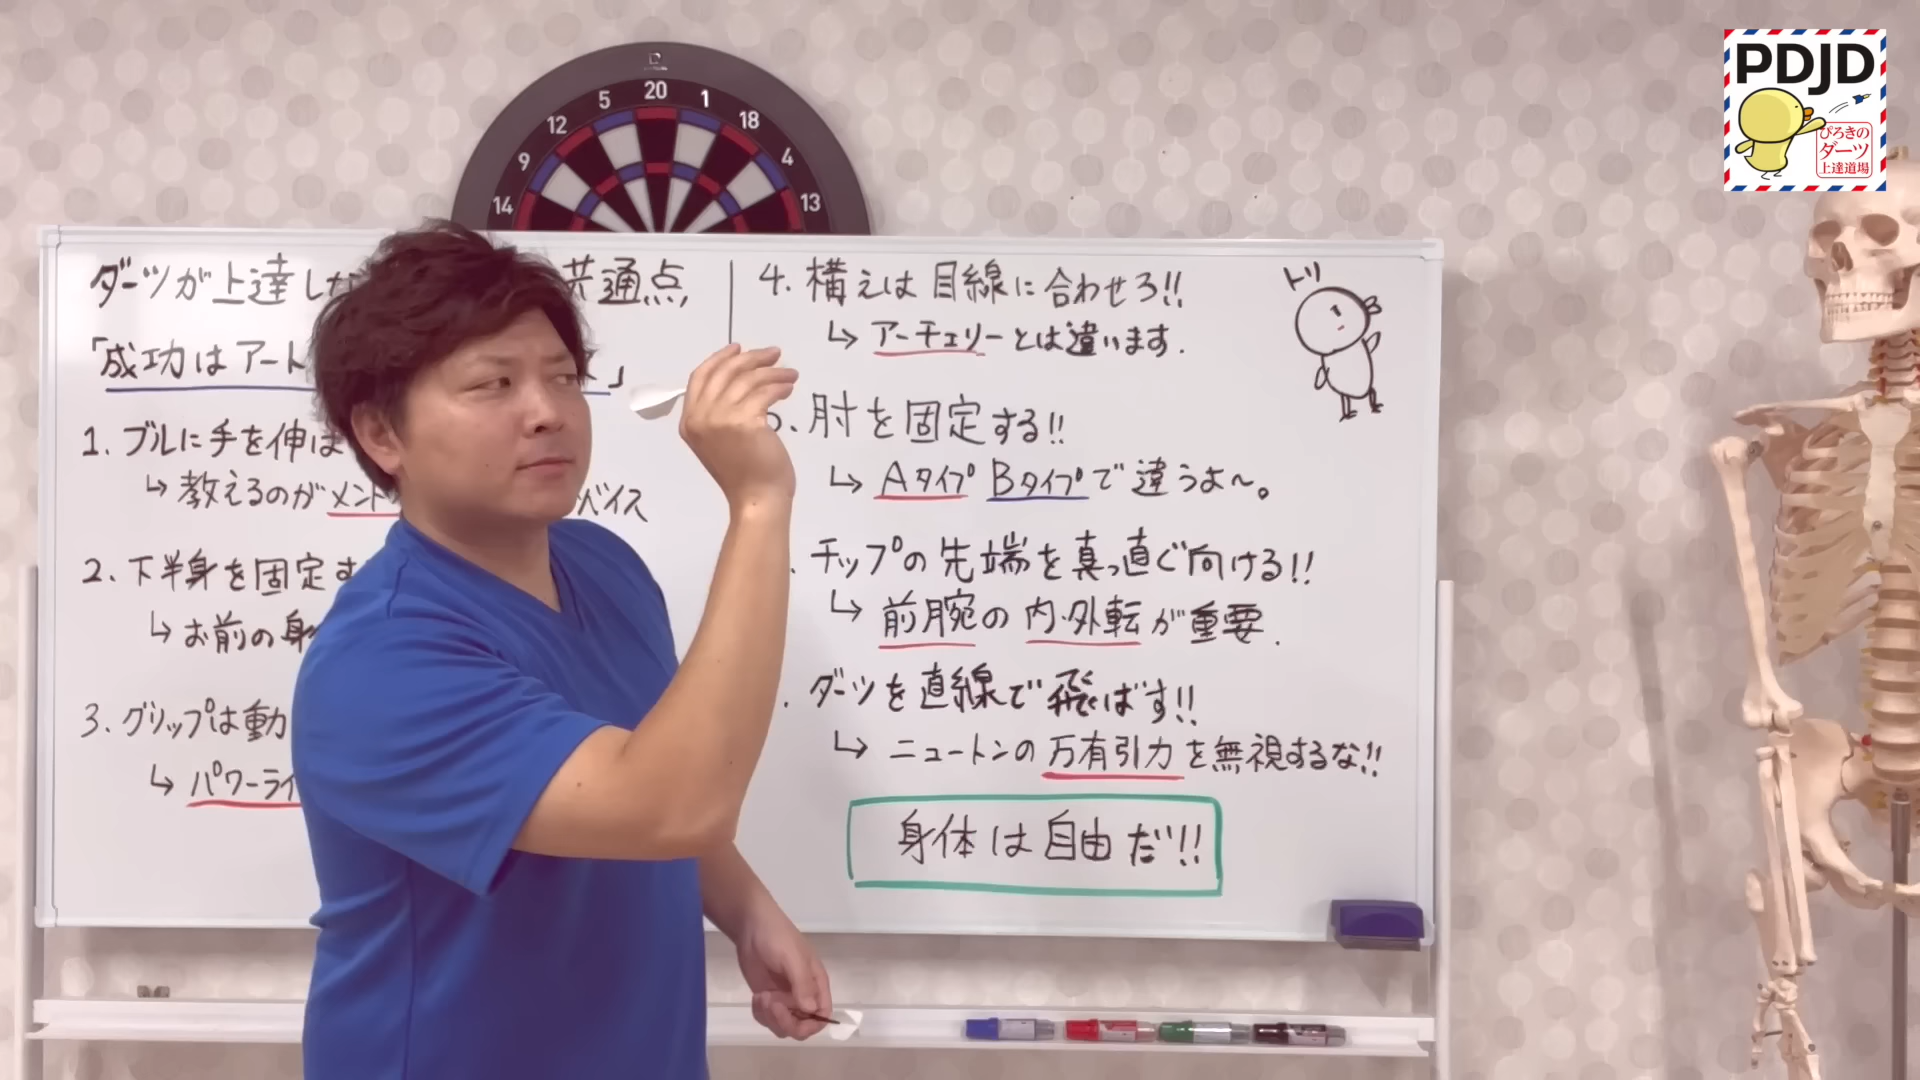 PDJD
ぴろきの
ダーツ
上達道場
14 9 12 5 20 1 18 4 13
ダーツが上達し 共通点
「成功はアート 」
1. ブルに手を伸ば
↳ 教えるのがメント バイス
2. 下半身を固定す
↳ お前の身
3. グリップは動
↳ パワーライ
4. 構えは目線に合わせろ!!
↳ アーチェリーとは違います.
. 肘を固定する!!
↳ Aタイプ Bタイプで違うよ〜。
. チップの先端を真っ直ぐ向ける!!
↳ 前腕の内・外転が重要.
. ダーツを直線で飛ばす!!
↳ ニュートンの万有引力を無視するな!!
身体は自由だ!!
トリ